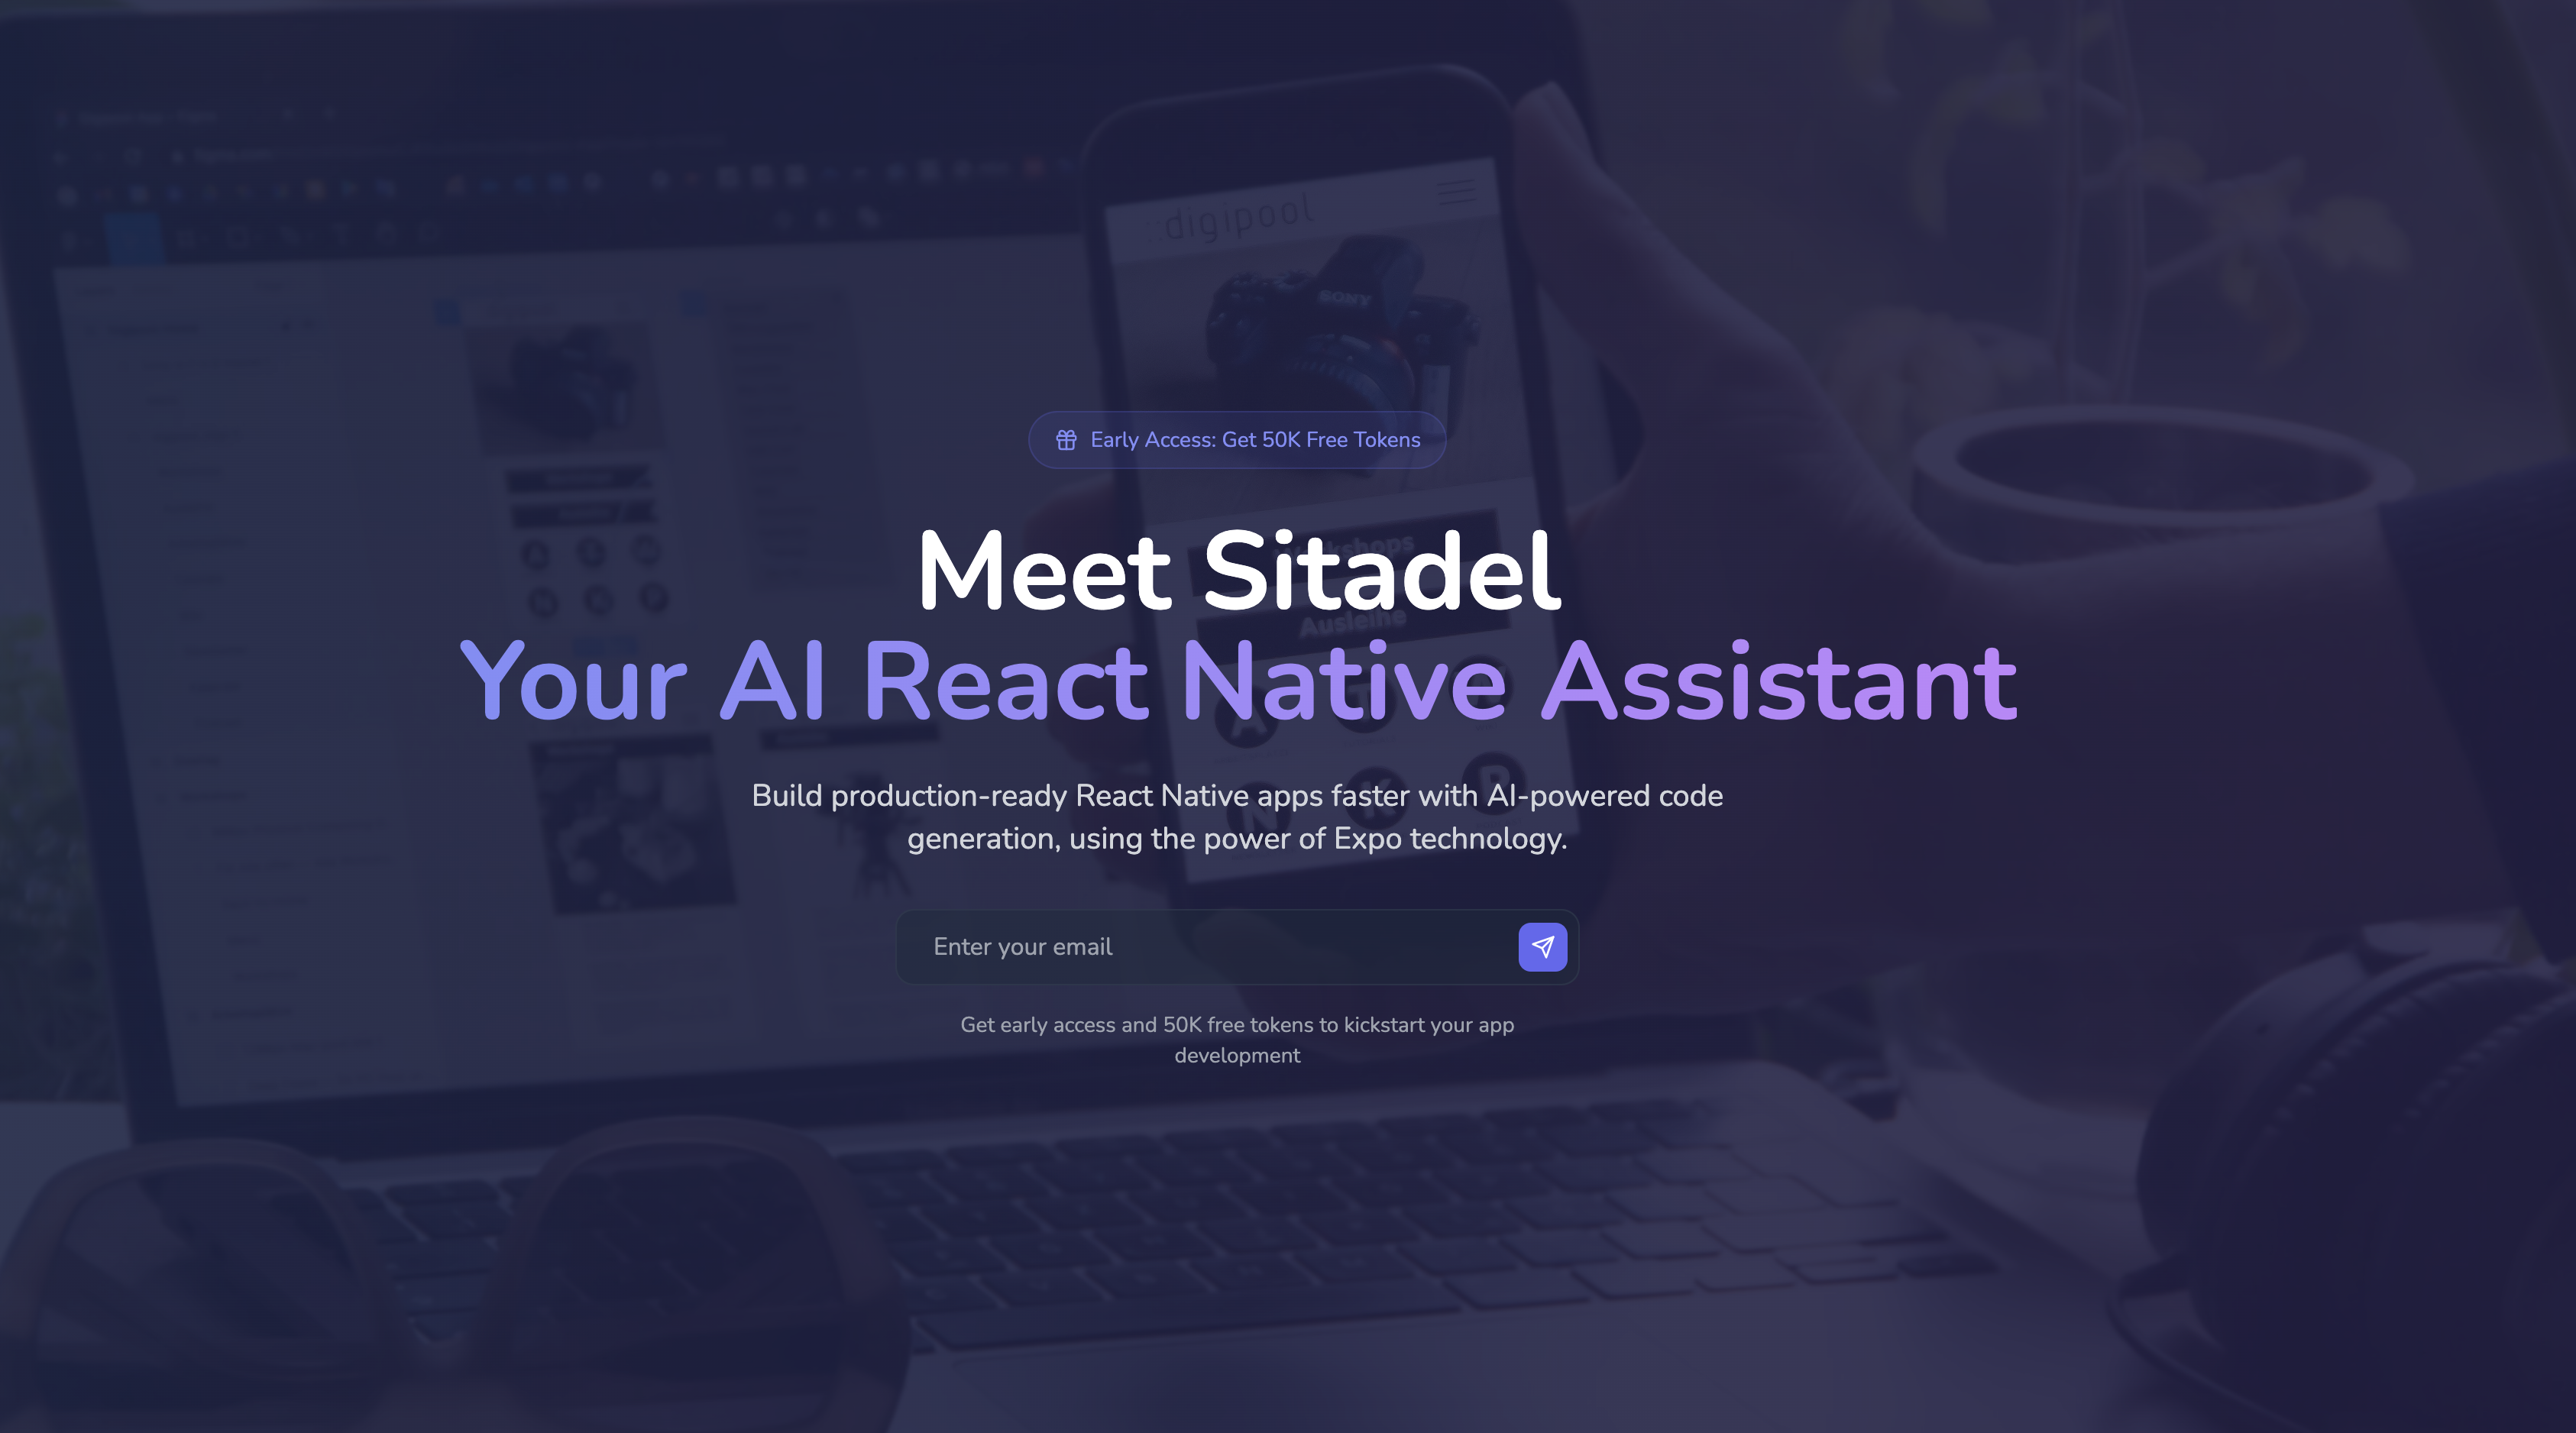 ::digipool
SONY
Early Access: Get 50K Free Tokens
Meet Sitadel
Workshops
Ausleihe
Your AI React Native Assistant
Build production-ready React Native apps faster with AI-powered code
generation, using the power of Expo technology.
Enter your email
Get early access and 50K free tokens to kickstart your app
development